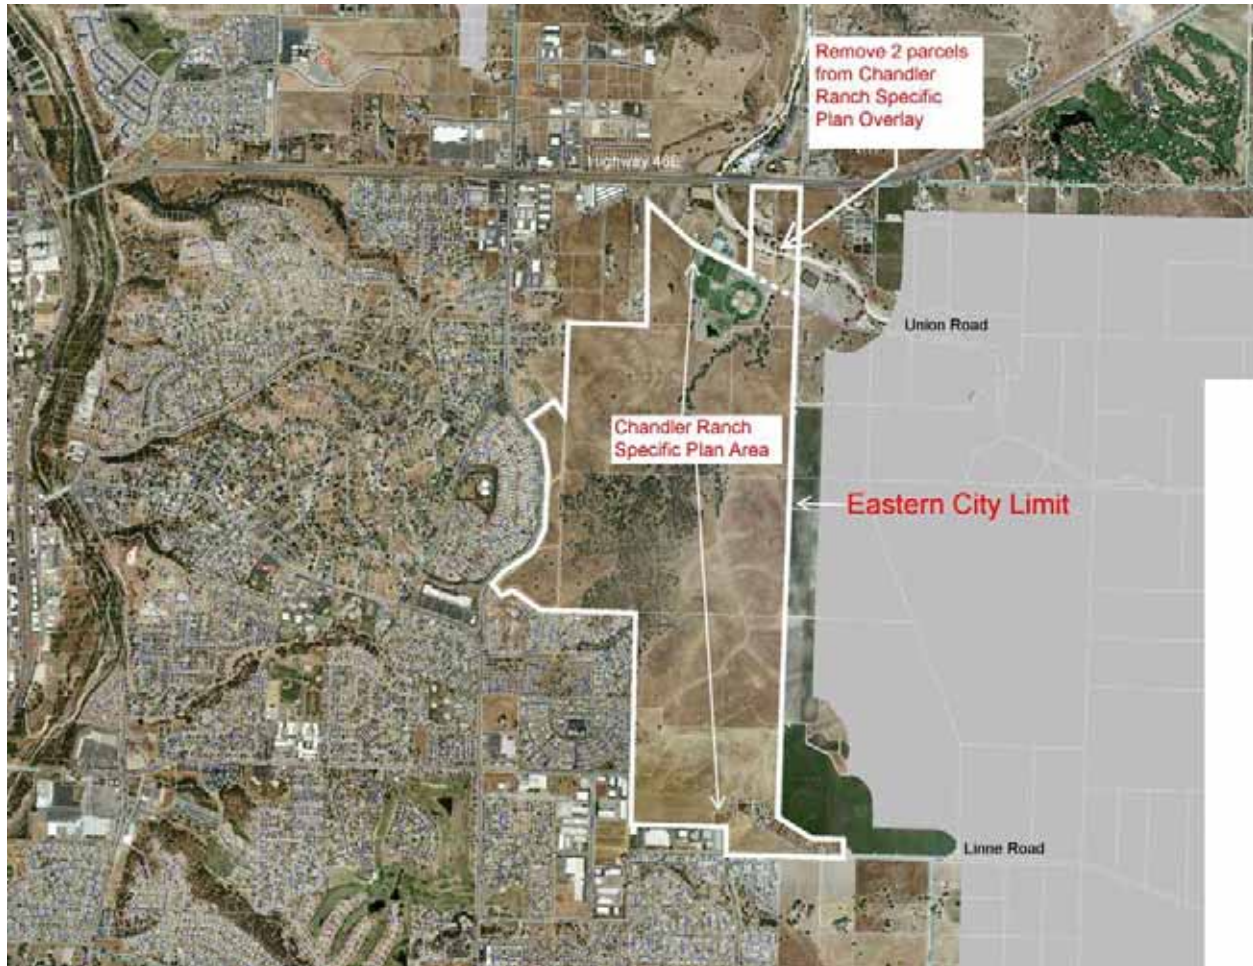 Remove 2 parcels
from Chandler
Ranch Specific
Plan Overlay
Highway 46E
Union Road
Chandler Ranch
Specific Plan Area
Eastern City Limit
Linne Road